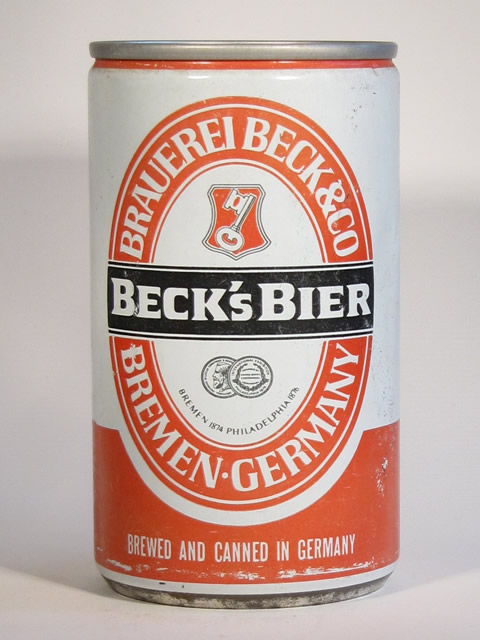 BRAUEREI BECK & CO
BECK'S BIER
BREMEN 1874 PHILADELPHIA 1876
BREMEN · GERMANY
BREWED AND CANNED IN GERMANY